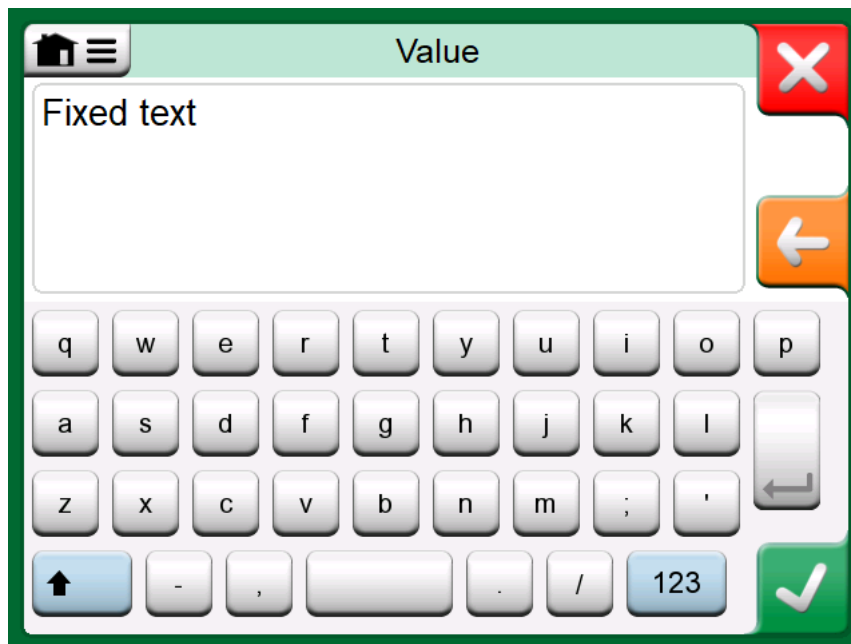 Value
Fixed text
q w e r t y u i o p
a s d f g h j k l
z x c v b n m ; '
- , . / 123